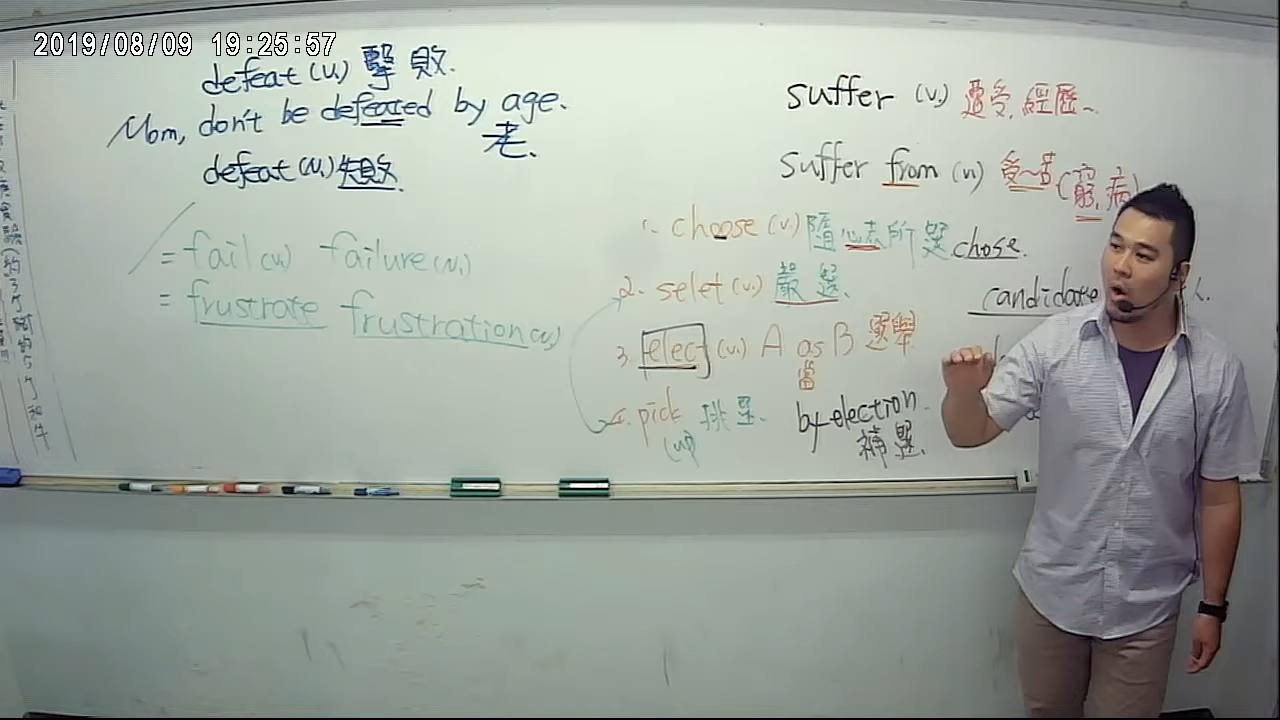 2019/08/09 19:25:57
defeat (v.) 擊敗.
Mom, don't be defeated by age.
老.
defeat (n.) 失敗.
= fail (v.) failure (n.)
= frustrate frustration (n.)
suffer (v.) 遭受, 經歷~
suffer from (n) 受~苦 (窮, 病)
1. choose (v.) 隨心志所選 chose.
2. selet (v.) 嚴選.
candidate
3. elect (v.) A as B 選舉
當
4. pick 挑選.
(up)
by-election.
補選.